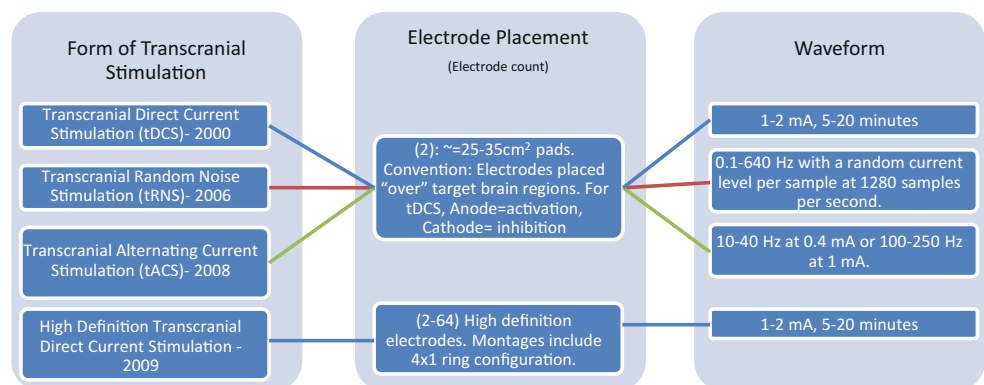 Form of Transcranial
Stimulation
Transcranial Direct Current
Stimulation (tDCS)- 2000
Transcranial Random Noise
Stimulation (tRNS)- 2006
Transcranial Alternating Current
Stimulation (tACS)- 2008
High Definition Transcranial
Direct Current Stimulation -
2009
Electrode Placement
(Electrode count)
(2): ~=25-35cm² pads.
Convention: Electrodes placed
“over” target brain regions. For
tDCS, Anode=activation,
Cathode= inhibition
(2-64) High definition
electrodes. Montages include
4x1 ring configuration.
Waveform
1-2 mA, 5-20 minutes
0.1-640 Hz with a random current
level per sample at 1280 samples
per second.
10-40 Hz at 0.4 mA or 100-250 Hz
at 1 mA.
1-2 mA, 5-20 minutes